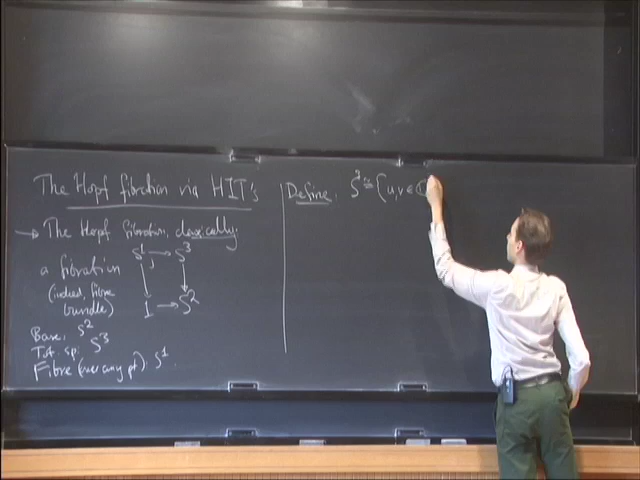 The Hopf fibration via HIT's
→ The Hopf fibration, classically:
a fibration
(indeed, fibre
bundle)
S¹ → S³
↓ ↓
1 → S²
Base: S²
Tot. sp. S³
Fibre (over any pt): S¹.
Define. S³ ≅ { u,v ∈ ℂ